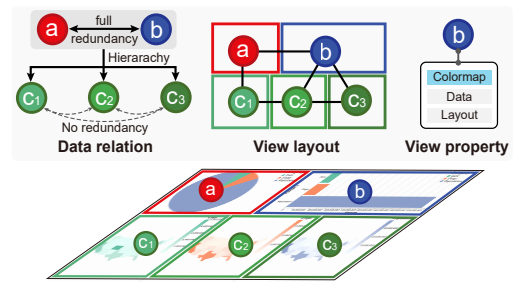 a
full
redundancy
b
Hierarachy
C1
C2
C3
No redundancy
Data relation
a
b
C1
C2
C3
View layout
b
Colormap
Data
Layout
View property
a
b
C1
C2
C3